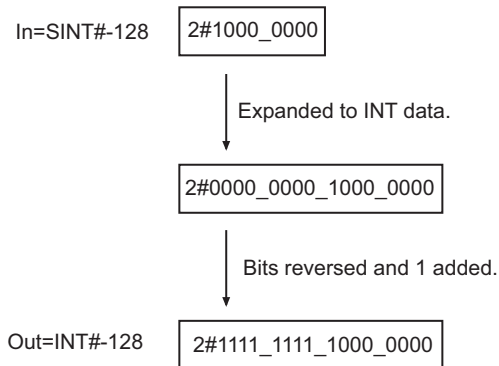 In=SINT#-128 2#1000_0000
Expanded to INT data.
2#0000_0000_1000_0000
Bits reversed and 1 added.
Out=INT#-128 2#1111_1111_1000_0000